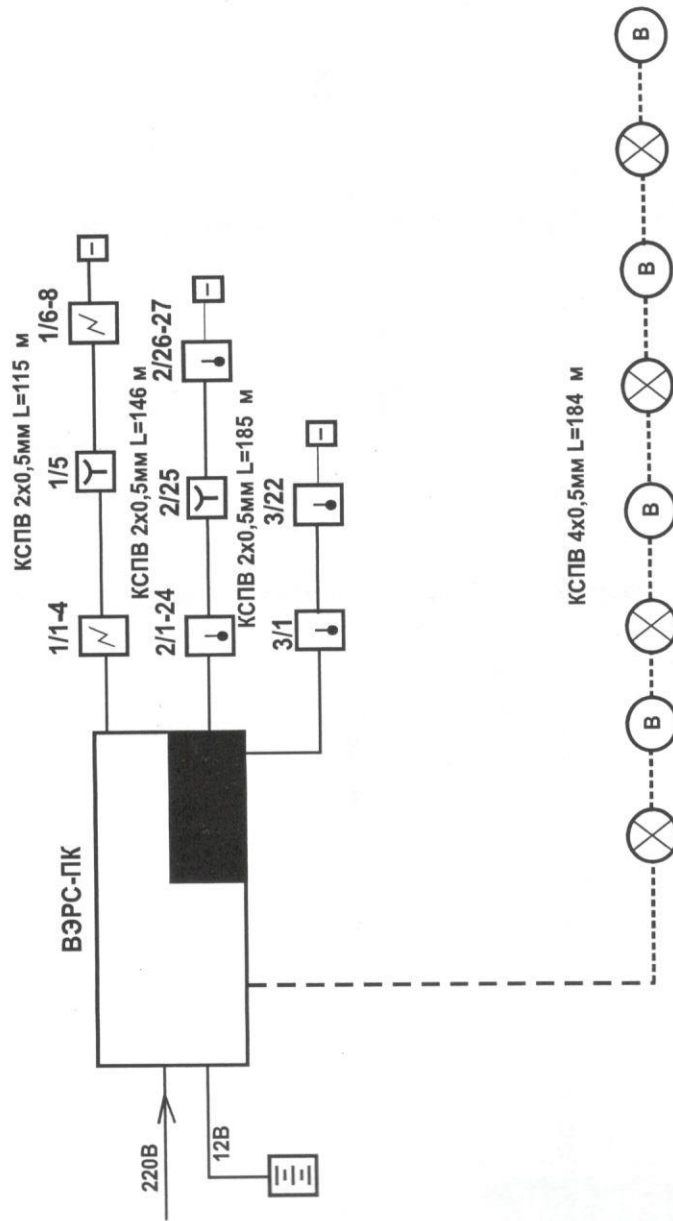 ВЭРС-ПК
220В
12В
КСПВ 2х0,5мм L=115 м
1/1-4
1/5
1/6-8
КСПВ 2х0,5мм L=146 м
2/1-24
2/25
2/26-27
КСПВ 2х0,5мм L=185 м
3/1
3/22
КСПВ 4х0,5мм L=184 м
В
В
В
В